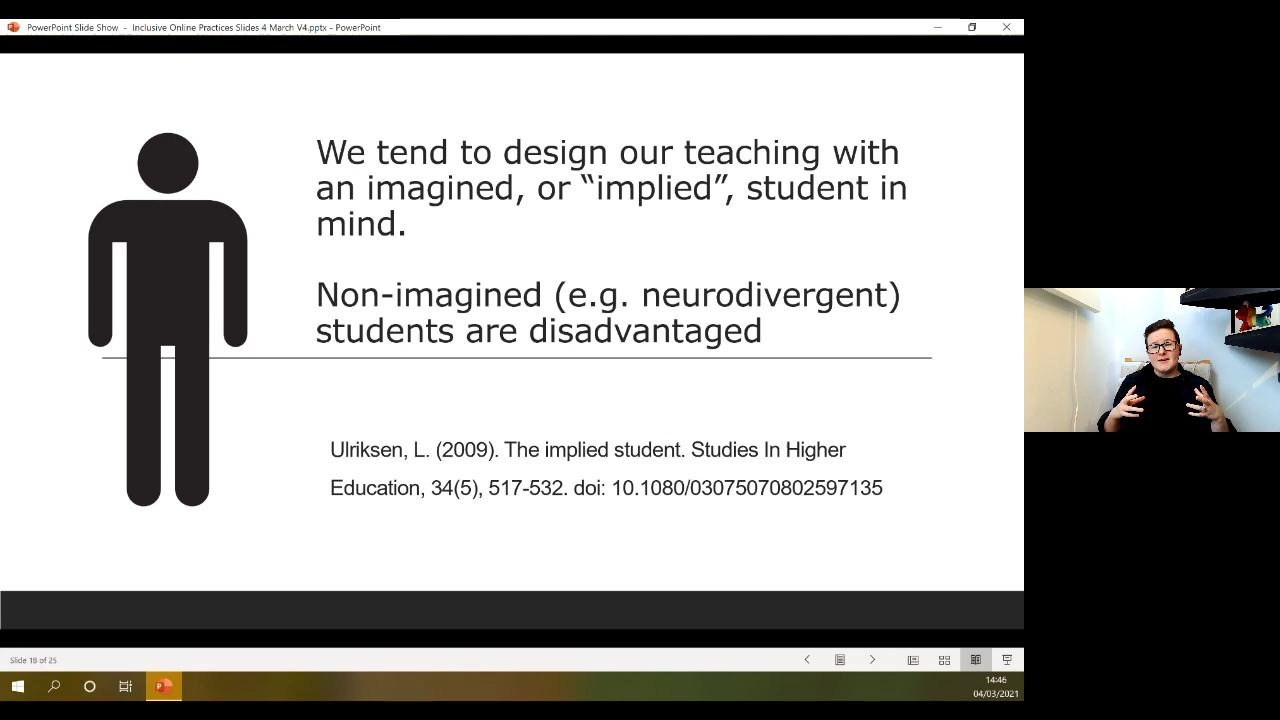 PowerPoint Slide Show - Inclusive Online Practices Slides 4 March V4.pptx - PowerPoint
We tend to design our teaching with
an imagined, or “implied”, student in
mind.
Non-imagined (e.g. neurodivergent)
students are disadvantaged
Ulriksen, L. (2009). The implied student. Studies In Higher
Education, 34(5), 517-532. doi: 10.1080/03075070802597135
Slide 18 of 25
14:46
04/03/2021